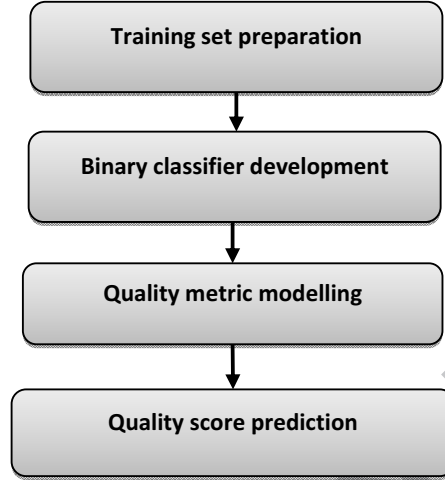 Training set preparation
Binary classifier development
Quality metric modelling
Quality score prediction